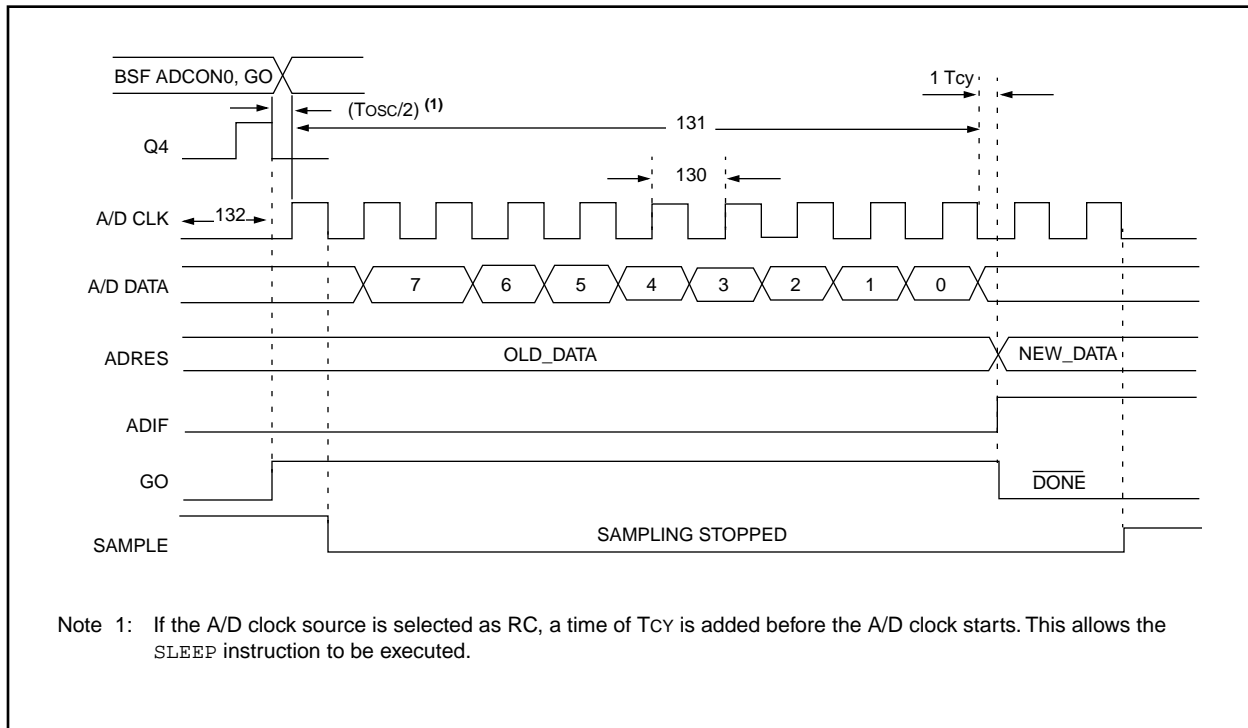 BSF ADCON0, GO
1 TCY
(TOSC/2) (1)
131
Q4
130
A/D CLK
132
A/D DATA
7 6 5 4 3 2 1 0
ADRES
OLD_DATA
NEW_DATA
ADIF
GO
DONE
SAMPLE
SAMPLING STOPPED
Note 1: If the A/D clock source is selected as RC, a time of TCY is added before the A/D clock starts. This allows the
SLEEP instruction to be executed.